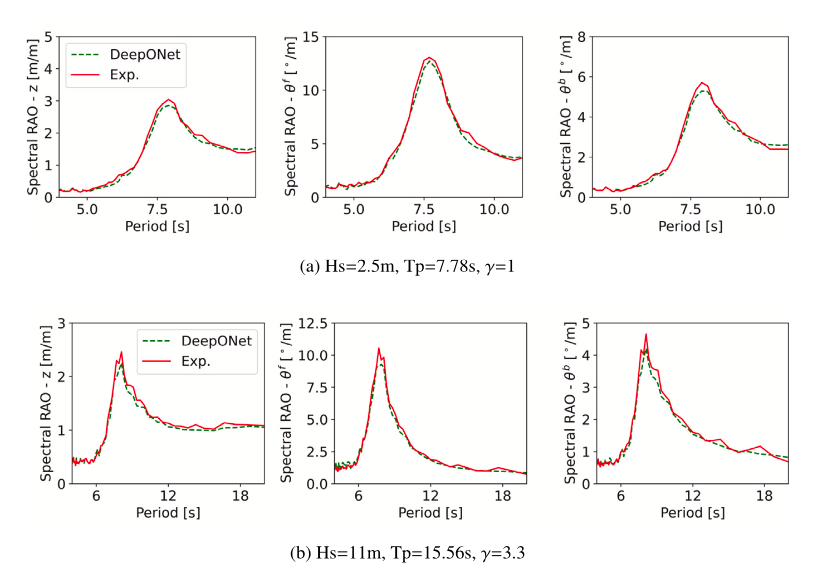 Spectral RAO - z [m/m]
5
4
3
2
1
0
DeepONet
Exp.
5.0 7.5 10.0
Period [s]
Spectral RAO - θ^f [°/m]
15
10
5
0
5.0 7.5 10.0
Period [s]
Spectral RAO - θ^b [°/m]
8
6
4
2
0
5.0 7.5 10.0
Period [s]
(a) Hs=2.5m, Tp=7.78s, γ=1
Spectral RAO - z [m/m]
3
2
1
0
DeepONet
Exp.
6 12 18
Period [s]
Spectral RAO - θ^f [°/m]
12.5
10.0
7.5
5.0
2.5
0.0
6 12 18
Period [s]
Spectral RAO - θ^b [°/m]
5
4
3
2
1
0
6 12 18
Period [s]
(b) Hs=11m, Tp=15.56s, γ=3.3